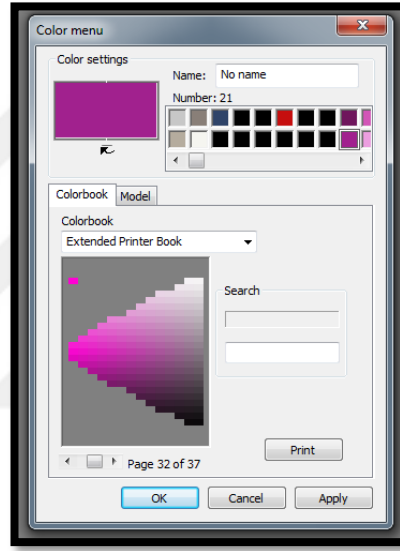 Color menu
Color settings
Name: No name
Number: 21
Colorbook Model
Colorbook
Extended Printer Book
Search
Page 32 of 37
Print
OK Cancel Apply